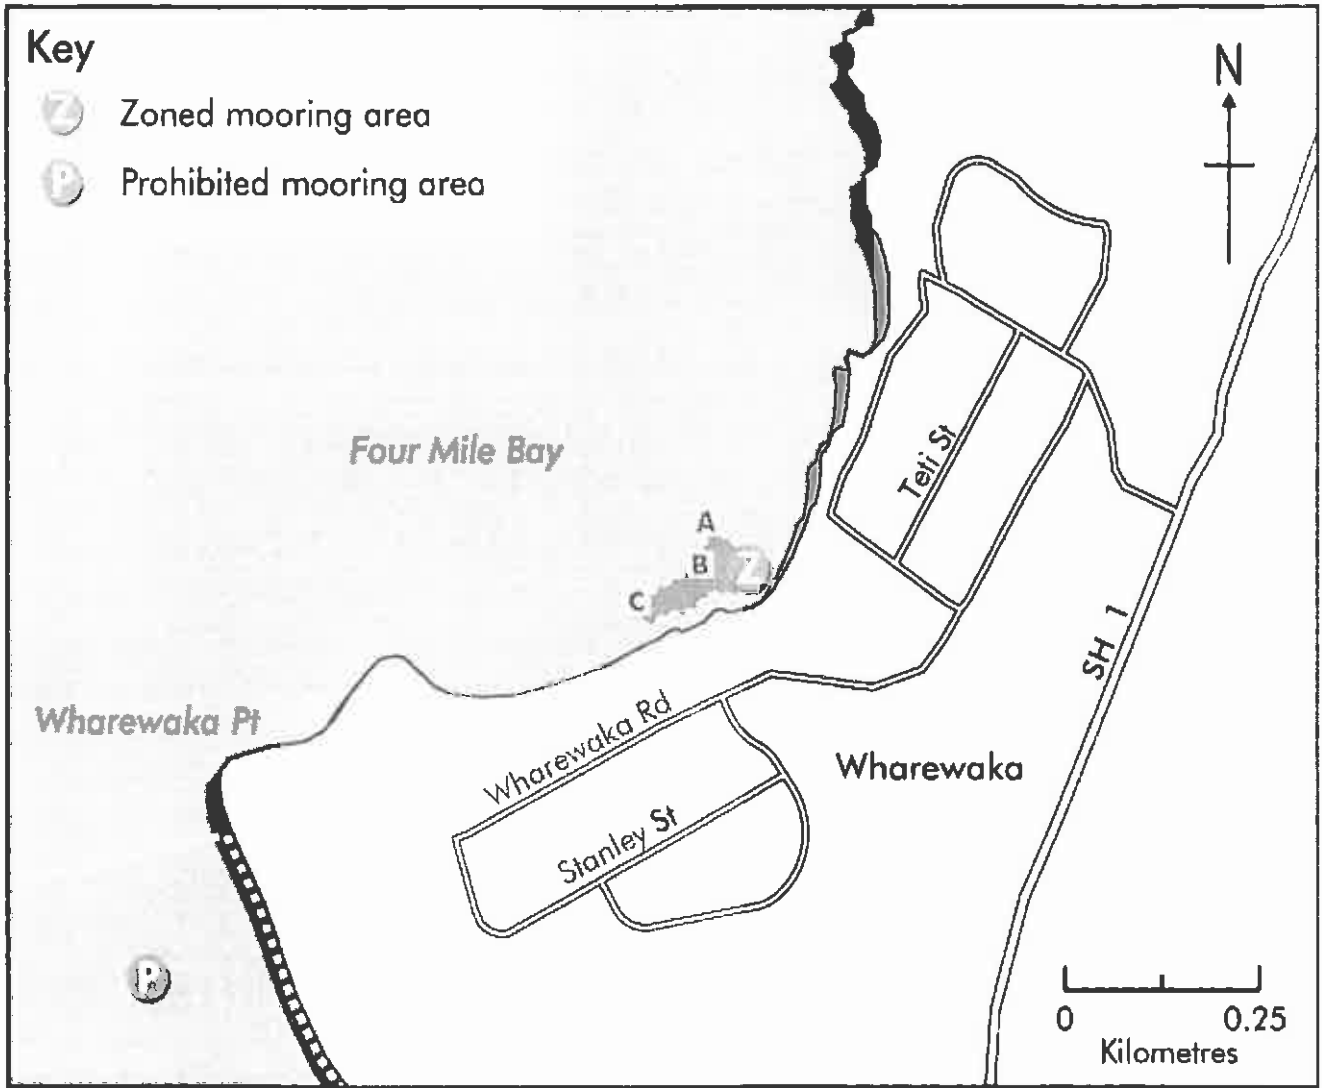 Key
N
Z Zoned mooring area
P Prohibited mooring area
Four Mile Bay
Teti St
A
B
Z
C
SH 1
Wharewaka Pt
Wharewaka Rd
Wharewaka
Stanley St
P
0 0.25
Kilometres